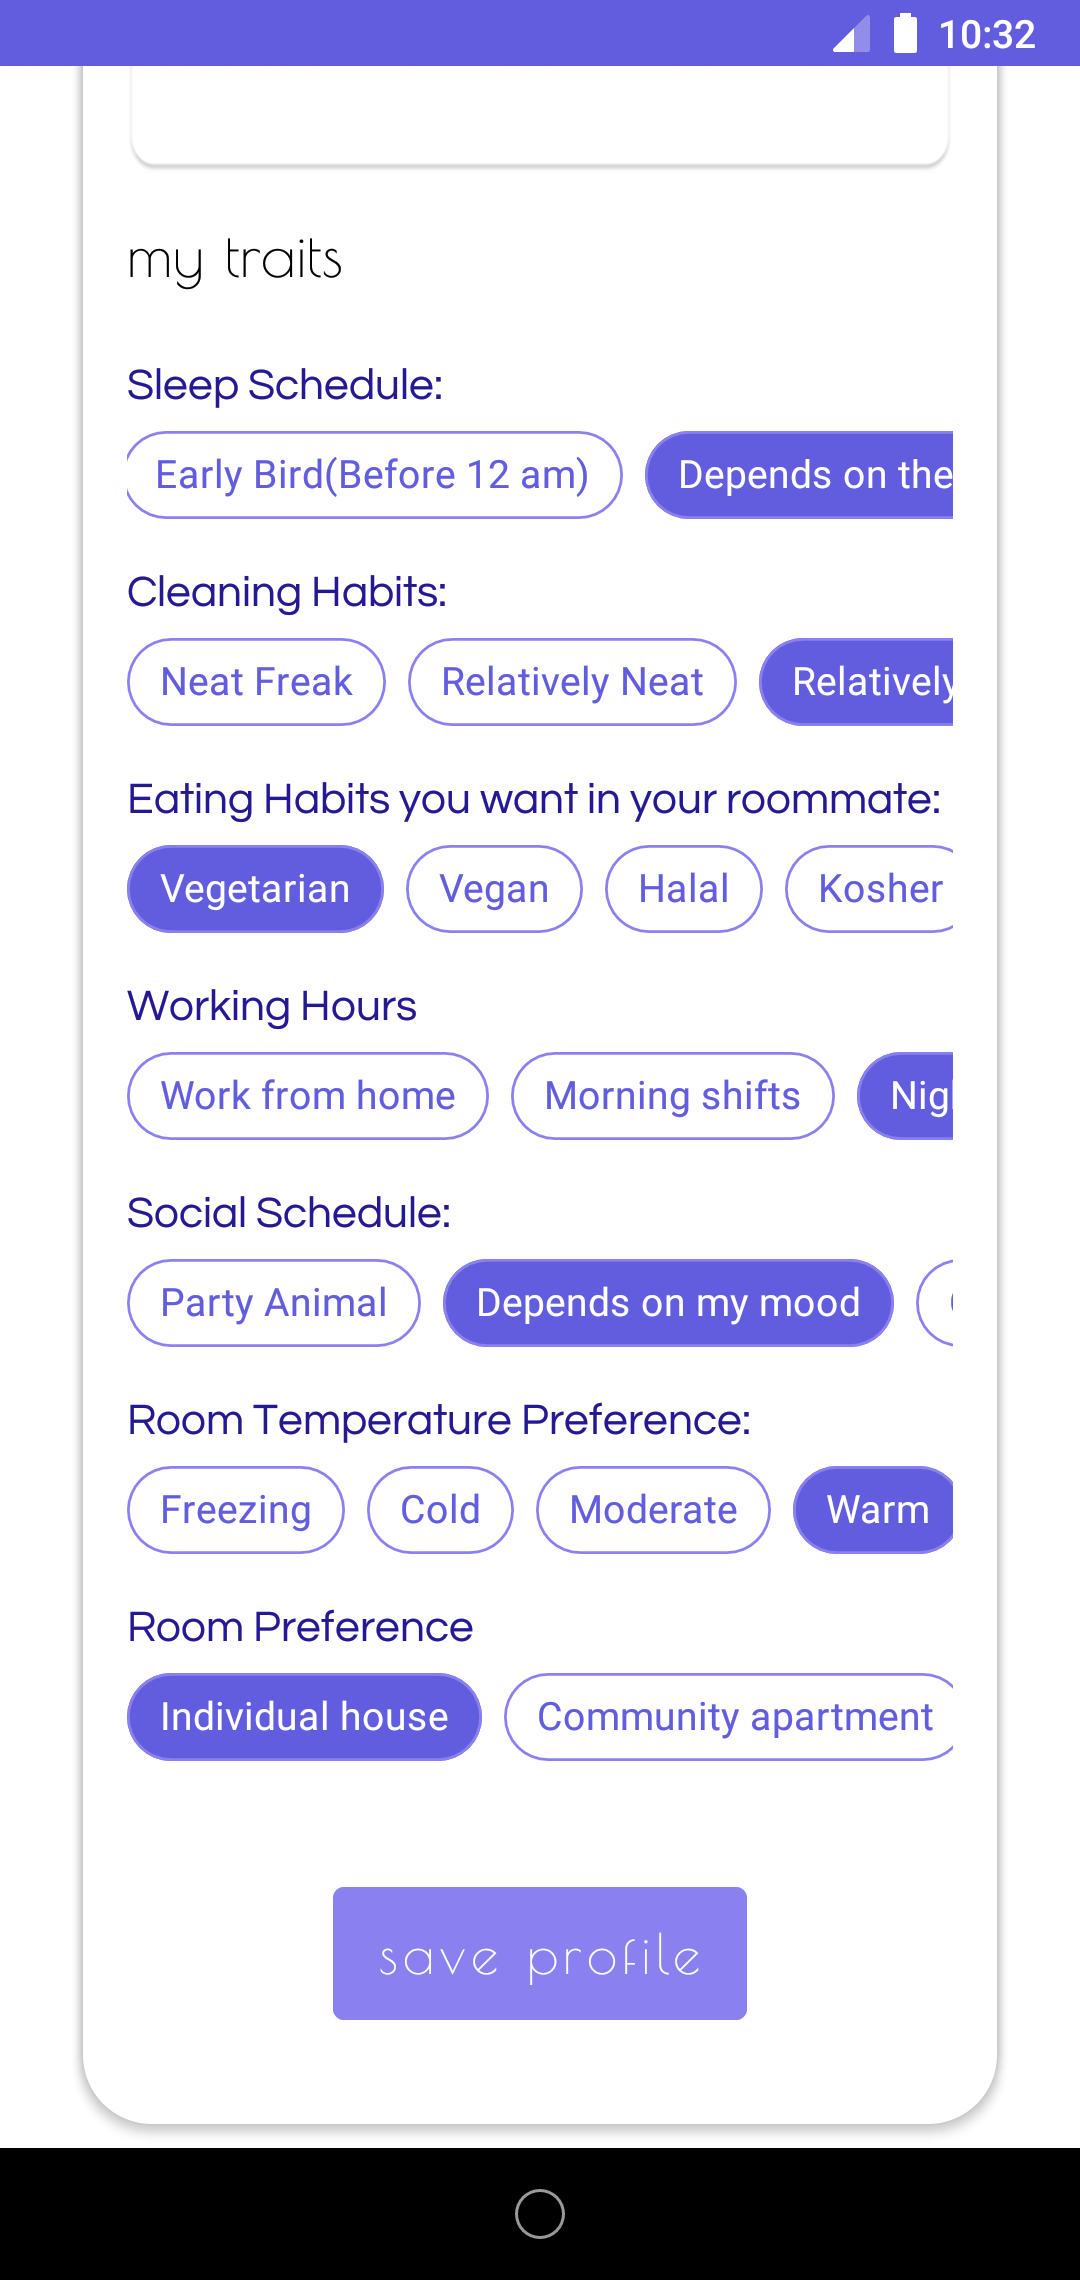 10:32
my traits
Sleep Schedule:
Early Bird(Before 12 am) Depends on the
Cleaning Habits:
Neat Freak Relatively Neat Relatively
Eating Habits you want in your roommate:
Vegetarian Vegan Halal Kosher
Working Hours
Work from home Morning shifts
Social Schedule:
Party Animal Depends on my mood
Room Temperature Preference:
Freezing Cold Moderate Warm
Room Preference
Individual house Community apartment
save profile